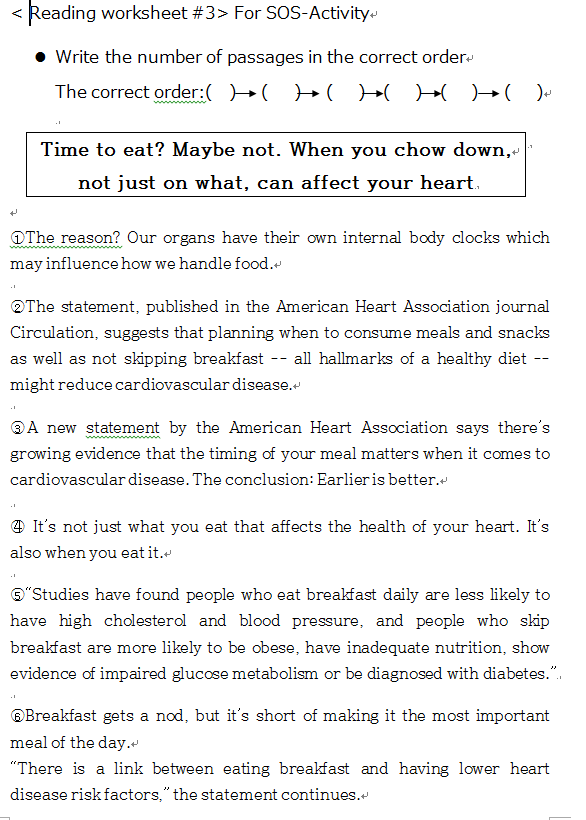 < Reading worksheet #3> For SOS-Activity
● Write the number of passages in the correct order
The correct order:(   )→(   )→(   )→(   )→(   )→(   )
Time to eat? Maybe not. When you chow down,
not just on what, can affect your heart
①The reason? Our organs have their own internal body clocks which
may influence how we handle food.
②The statement, published in the American Heart Association journal
Circulation, suggests that planning when to consume meals and snacks
as well as not skipping breakfast -- all hallmarks of a healthy diet --
might reduce cardiovascular disease.
③A new statement by the American Heart Association says there's
growing evidence that the timing of your meal matters when it comes to
cardiovascular disease. The conclusion: Earlier is better.
④ It's not just what you eat that affects the health of your heart. It's
also when you eat it.
⑤"Studies have found people who eat breakfast daily are less likely to
have high cholesterol and blood pressure, and people who skip
breakfast are more likely to be obese, have inadequate nutrition, show
evidence of impaired glucose metabolism or be diagnosed with diabetes."
⑥Breakfast gets a nod, but it's short of making it the most important
meal of the day.
"There is a link between eating breakfast and having lower heart
disease risk factors," the statement continues.